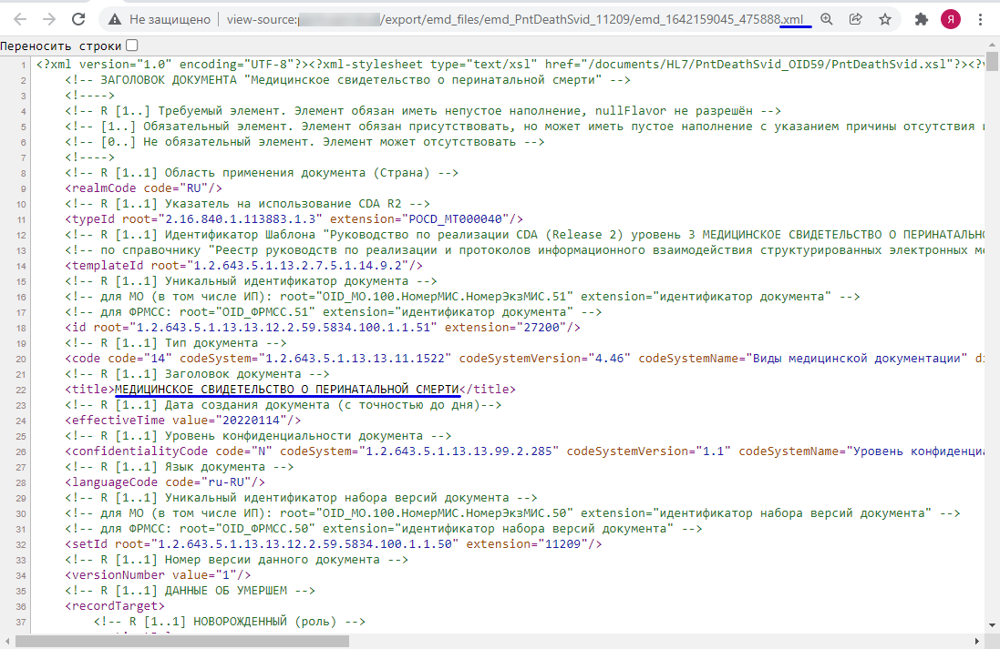 Не защищено | view-source: /export/emd_files/emd_PntDeathSvid_11209/emd_1642159045_475888.xml Я
Переносить строки
1 <?xml version="1.0" encoding="UTF-8"?><?xml-stylesheet type="text/xsl" href="/documents/HL7/PntDeathSvid_OID59/PntDeathSvid.xsl"?><?
2 <!-- ЗАГОЛОВОК ДОКУМЕНТА "Медицинское свидетельство о перинатальной смерти" -->
3 <!---->
4 <!-- R [1..] Требуемый элемент. Элемент обязан иметь непустое наполнение, nullFlavor не разрешён -->
5 <!-- [1..] Обязательный элемент. Элемент обязан присутствовать, но может иметь пустое наполнение с указанием причины отсутствия
6 <!-- [0..] Не обязательный элемент. Элемент может отсутствовать -->
7 <!---->
8 <!-- R [1..1] Область применения документа (Страна) -->
9 <realmCode code="RU"/>
10 <!-- R [1..1] Указатель на использование CDA R2 -->
11 <typeId root="2.16.840.1.113883.1.3" extension="POCD_MT000040"/>
12 <!-- R [1..1] Идентификатор Шаблона "Руководство по реализации CDA (Release 2) уровень 3 МЕДИЦИНСКОЕ СВИДЕТЕЛЬСТВО О ПЕРИНАТАЛЬНО
13 <!-- по справочнику "Реестр руководств по реализации и протоколов информационного взаимодействия структурированных электронных ме
14 <templateId root="1.2.643.5.1.13.2.7.5.1.14.9.2"/>
15 <!-- R [1..1] Уникальный идентификатор документа -->
16 <!-- для МО (в том числе ИП): root="OID_МО.100.НомерМИС.НомерЭкзМИС.51" extension="идентификатор документа" -->
17 <!-- для ФРМСС: root="OID_ФРМСС.51" extension="идентификатор документа" -->
18 <id root="1.2.643.5.1.13.13.12.2.59.5834.100.1.1.51" extension="27200"/>
19 <!-- R [1..1] Тип документа -->
20 <code code="14" codeSystem="1.2.643.5.1.13.13.11.1522" codeSystemVersion="4.46" codeSystemName="Виды медицинской документации" di
21 <!-- R [1..1] Заголовок документа -->
22 <title>МЕДИЦИНСКОЕ СВИДЕТЕЛЬСТВО О ПЕРИНАТАЛЬНОЙ СМЕРТИ</title>
23 <!-- R [1..1] Дата создания документа (с точностью до дня)-->
24 <effectiveTime value="20220114"/>
25 <!-- R [1..1] Уровень конфиденциальности документа -->
26 <confidentialityCode code="N" codeSystem="1.2.643.5.1.13.13.99.2.285" codeSystemVersion="1.1" codeSystemName="Уровень конфиденциа
27 <!-- R [1..1] Язык документа -->
28 <languageCode code="ru-RU"/>
29 <!-- R [1..1] Уникальный идентификатор набора версий документа -->
30 <!-- для МО (в том числе ИП): root="OID_МО.100.НомерМИС.НомерЭкзМИС.50" extension="идентификатор набора версий документа" -->
31 <!-- для ФРМСС: root="OID_ФРМСС.50" extension="идентификатор набора версий документа" -->
32 <setId root="1.2.643.5.1.13.13.12.2.59.5834.100.1.1.50" extension="11209"/>
33 <!-- R [1..1] Номер версии данного документа -->
34 <versionNumber value="1"/>
35 <!-- R [1..1] ДАННЫЕ ОБ УМЕРШЕМ -->
36 <recordTarget>
37 <!-- R [1..1] НОВОРОЖДЕННЫЙ (роль) -->